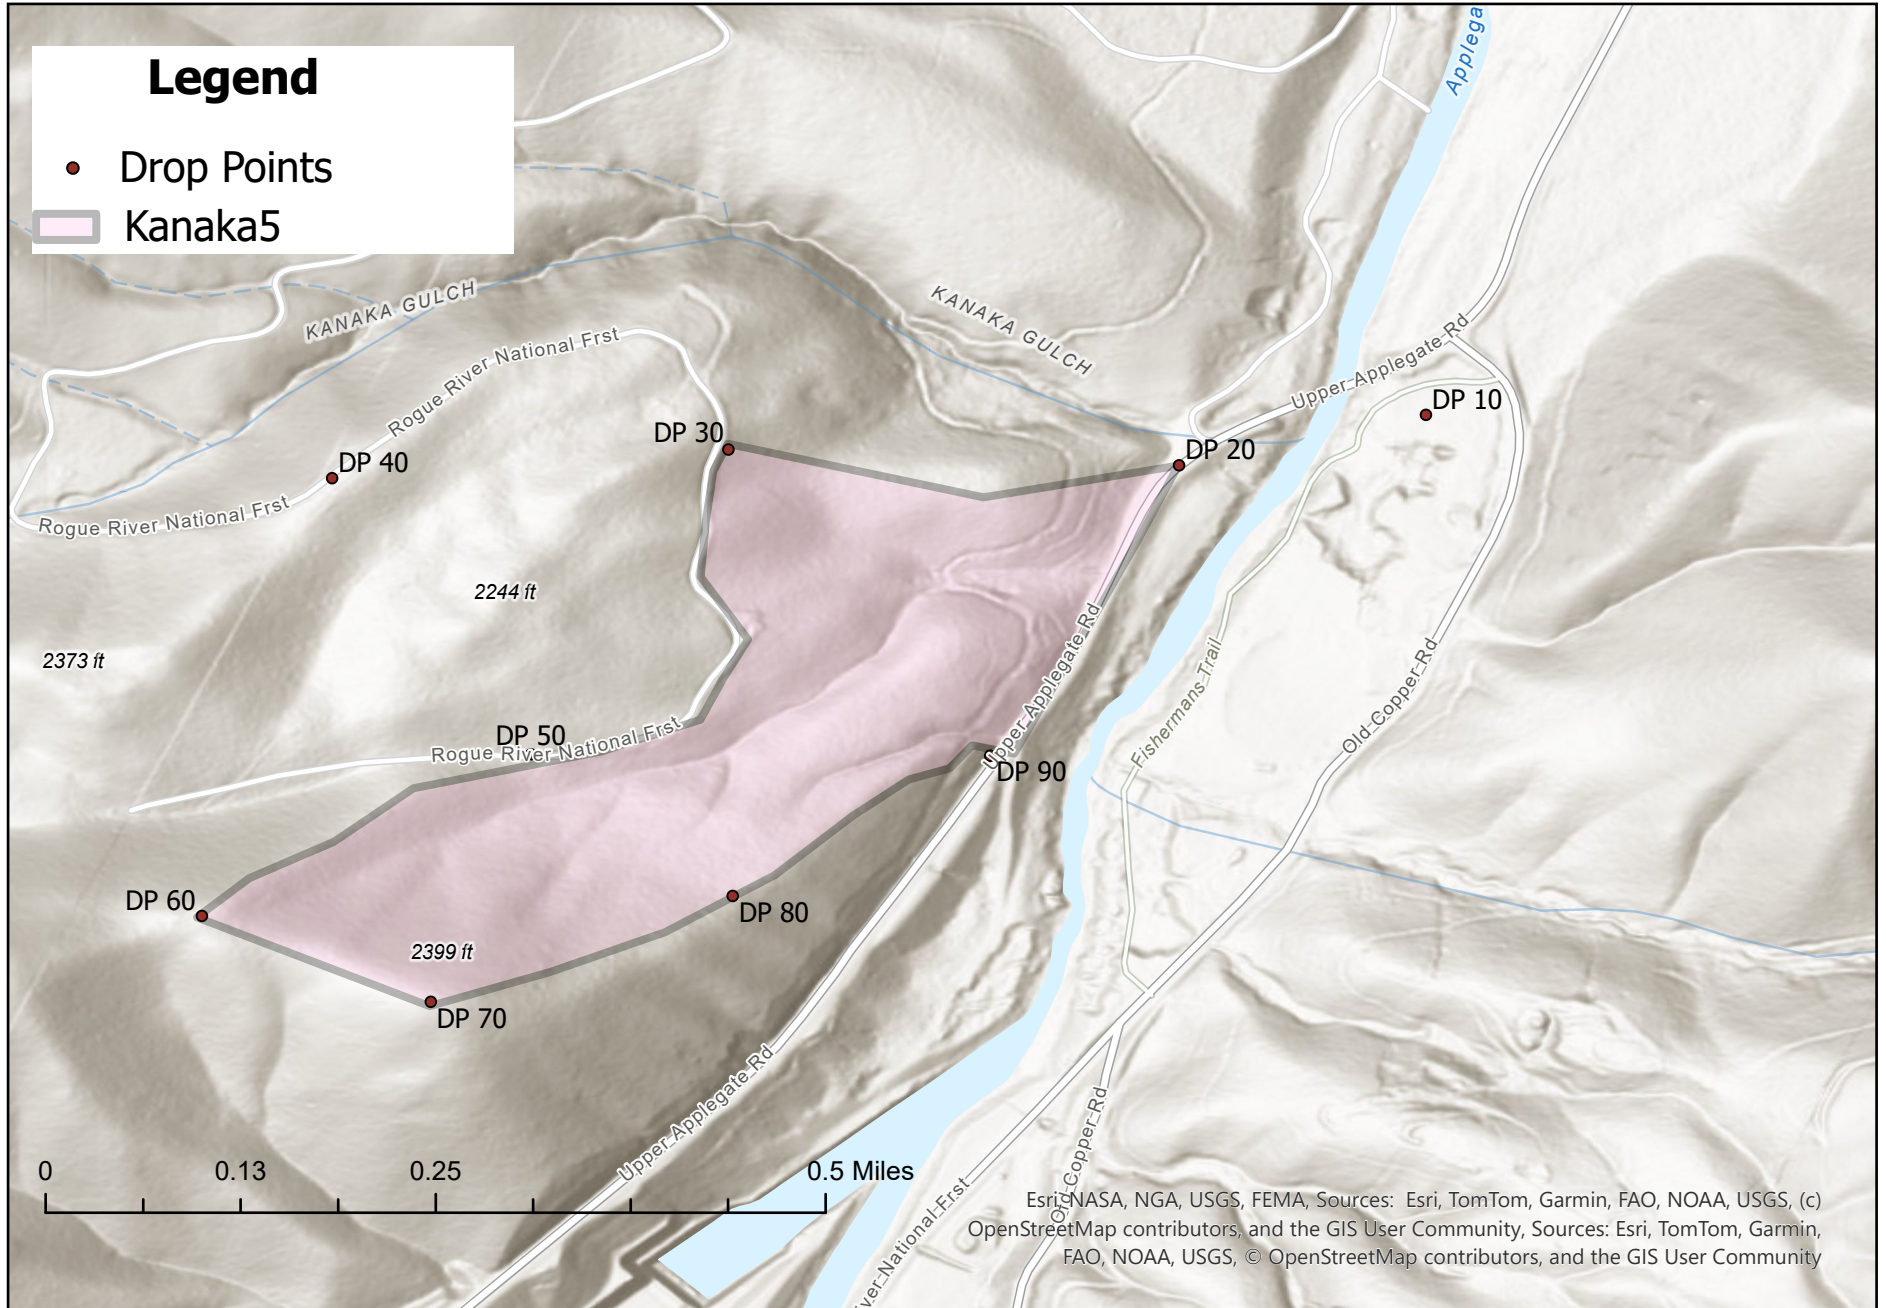 Legend
Drop Points
Kanaka5
Applega
KANAKA GULCH
KANAKA GULCH
Rogue River National Frst
Upper Applegate Rd
DP 10
DP 30
DP 20
DP 40
Rogue River National Frst
2244 ft
2373 ft
Upper Applegate Rd
Fishermans Trail
Old Copper Rd
DP 50
Rogue River National Frst
DP 90
DP 60
DP 80
2399 ft
DP 70
Upper Applegate Rd
Old Copper Rd
iver National Frst
0 0.13 0.25 0.5 Miles
Esri, NASA, NGA, USGS, FEMA, Sources: Esri, TomTom, Garmin, FAO, NOAA, USGS, (c)
OpenStreetMap contributors, and the GIS User Community, Sources: Esri, TomTom, Garmin,
FAO, NOAA, USGS, © OpenStreetMap contributors, and the GIS User Community